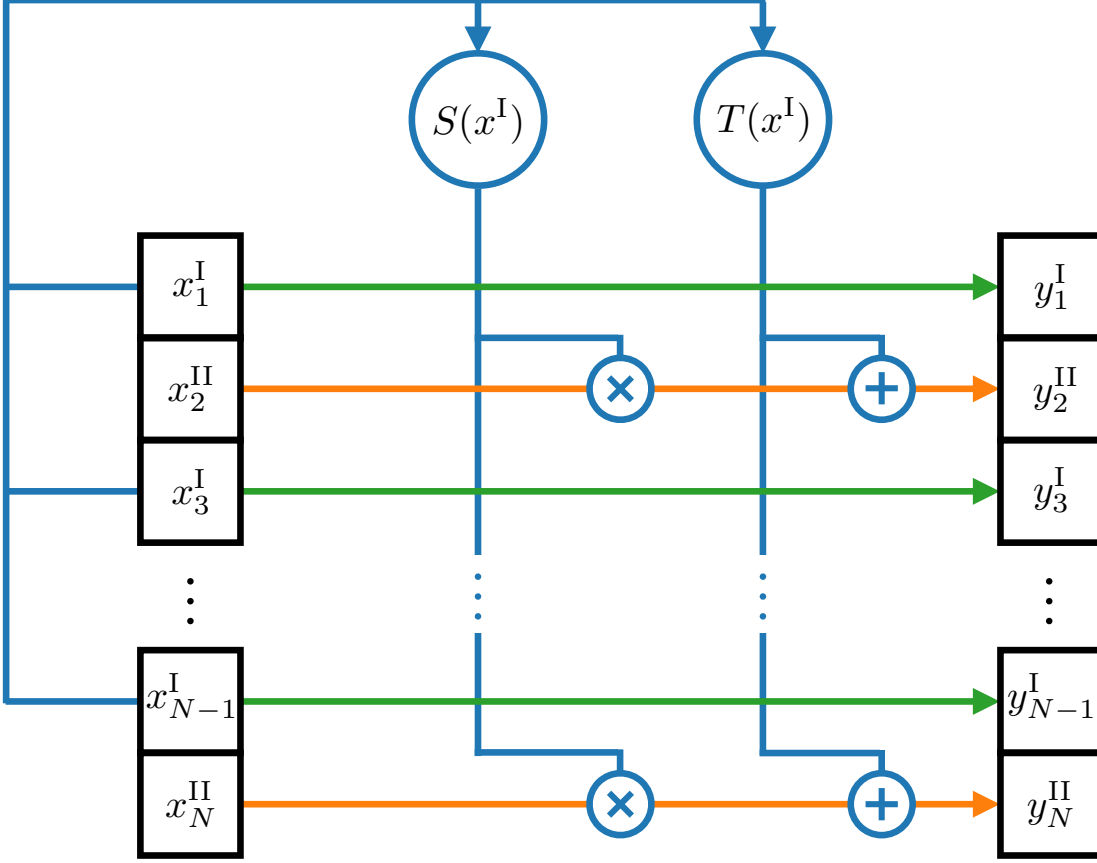 S(x^I) T(x^I)
x_1^I y_1^I
× +
x_2^II y_2^II
x_3^I y_3^I
⋮ ⋮ ⋮ ⋮
x_{N-1}^I y_{N-1}^I
x_N^II × + y_N^II